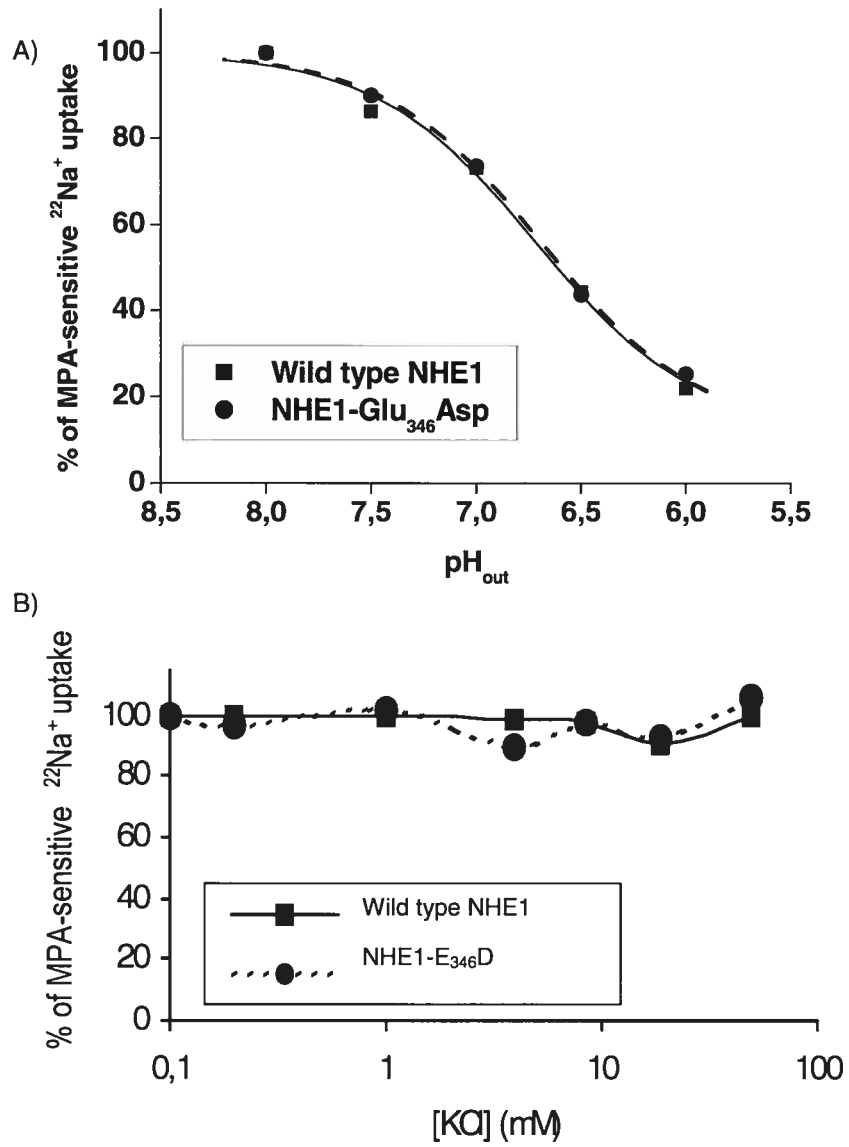 A)
% of MPA-sensitive ²²Na⁺ uptake
100
80
60
40
20
0
Wild type NHE1
NHE1-Glu₃₄₆Asp
8,5 8,0 7,5 7,0 6,5 6,0 5,5
pHₒᵤₜ
B)
% of MPA-sensitive ²²Na⁺ uptake
100
80
60
40
20
0
Wild type NHE1
NHE1-E₃₄₆D
0,1 1 10 100
[KCl] (mM)